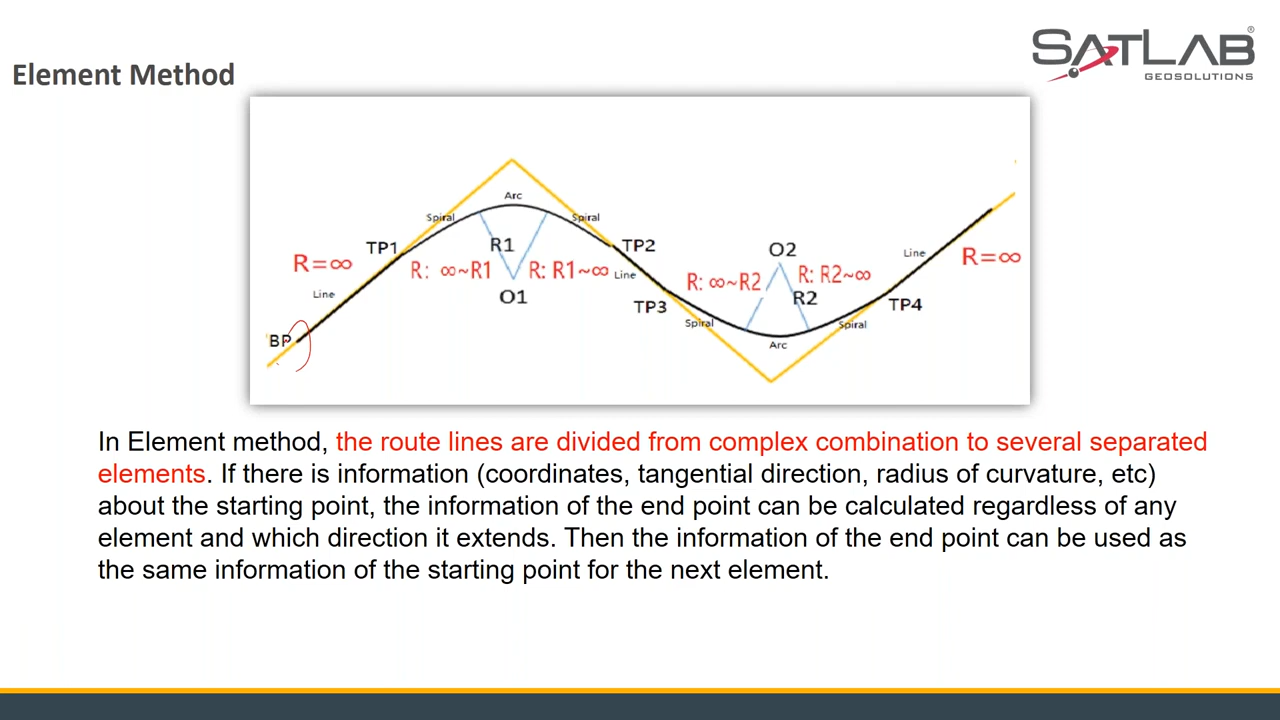 SATLAB®
GEOSOLUTIONS
Element Method
Arc
Spiral
Spiral
TP1
R1
TP2
R=∞
R: ∞~R1
R: R1~∞
Line
Line
O1
BP
O2
Line
R=∞
R: ∞~R2
R: R2~∞
TP3
R2
TP4
Spiral
Spiral
Arc
In Element method, the route lines are divided from complex combination to several separated
elements. If there is information (coordinates, tangential direction, radius of curvature, etc)
about the starting point, the information of the end point can be calculated regardless of any
element and which direction it extends. Then the information of the end point can be used as
the same information of the starting point for the next element.